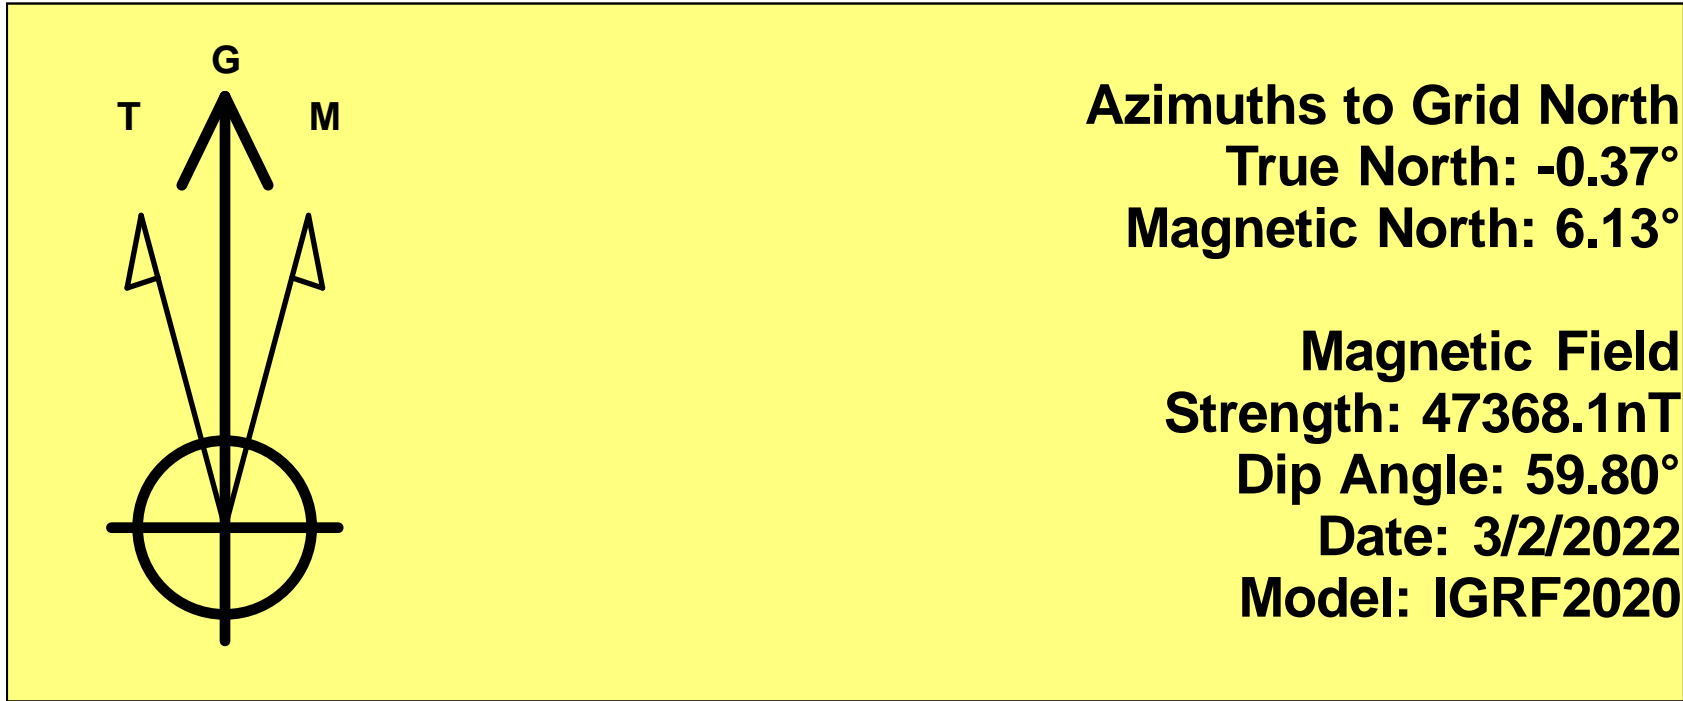 G
T M
Azimuths to Grid North
True North: -0.37°
Magnetic North: 6.13°
Magnetic Field
Strength: 47368.1nT
Dip Angle: 59.80°
Date: 3/2/2022
Model: IGRF2020